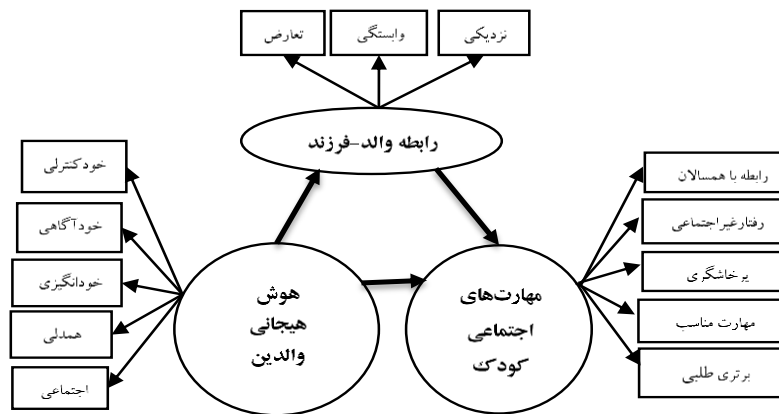 نزدیکی
وابستگی
تعارض
رابطه والد-فرزند
رابطه با همسالان
رفتارغیراجتماعی
پرخاشگری
مهارت مناسب
برتری طلبی
خودکنترلی
خودآگاهی
خودانگیزی
همدلی
اجتماعی
مهارت‌های
اجتماعی
کودک
هوش
هیجانی
والدین